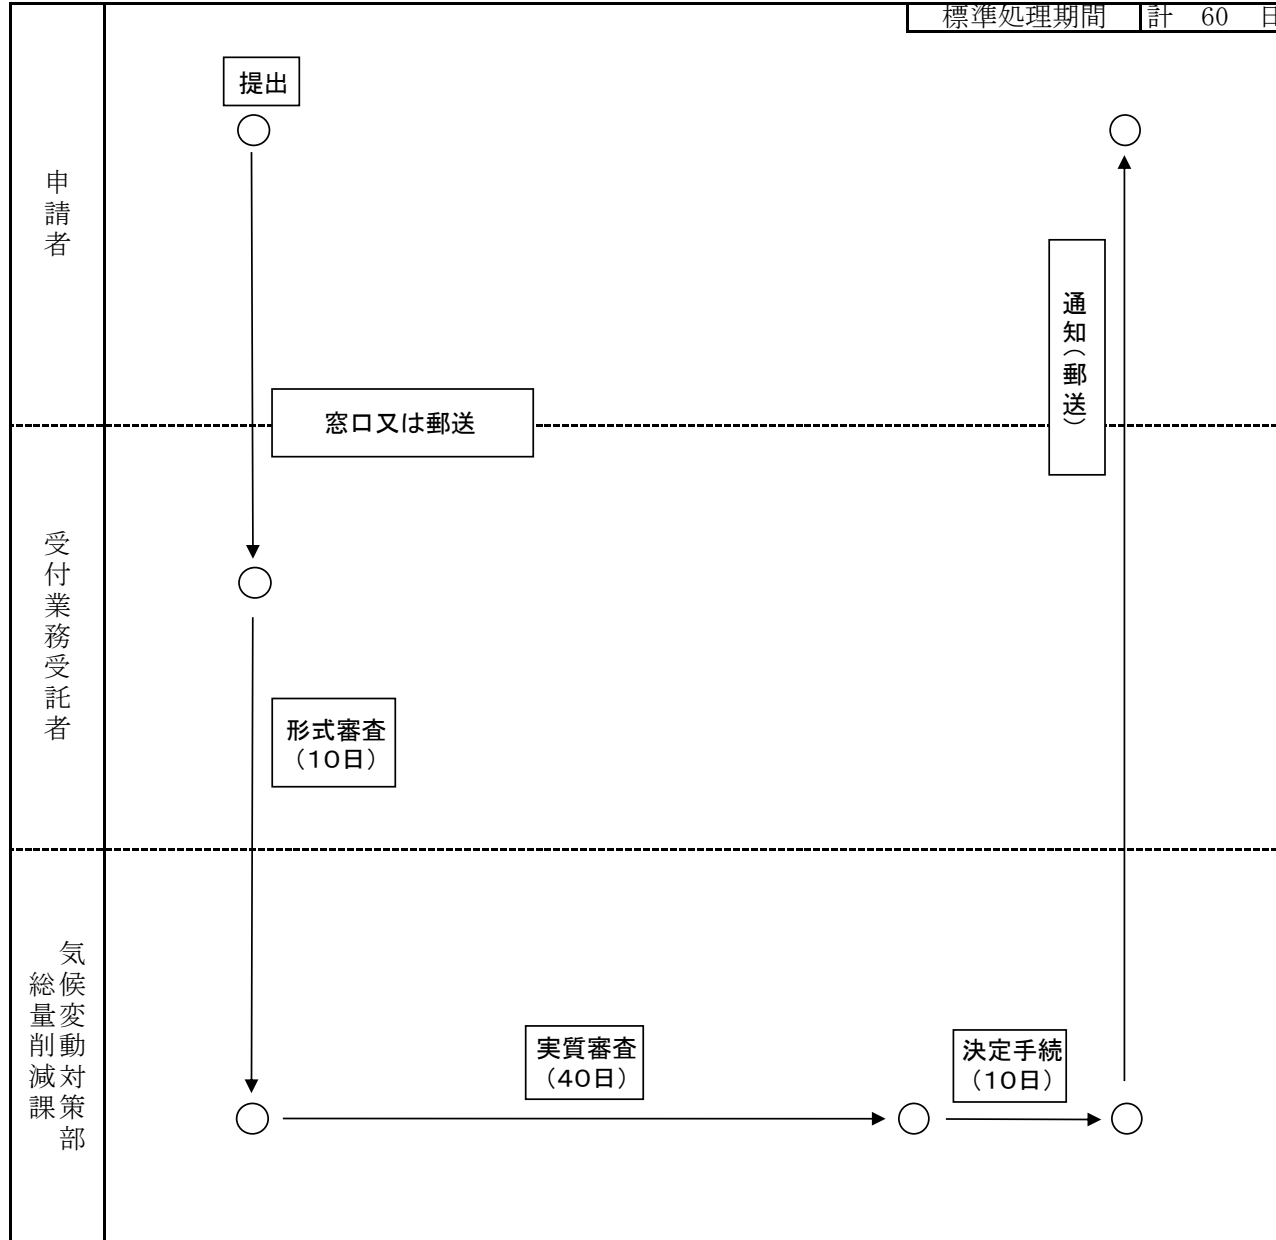 標準処理期間 計 60 日
提出
申請者
通知（郵送）
窓口又は郵送
受付業務受託者
形式審査
（10日）
気候変動対策部
総量削減課
実質審査
（40日）
決定手続
（10日）